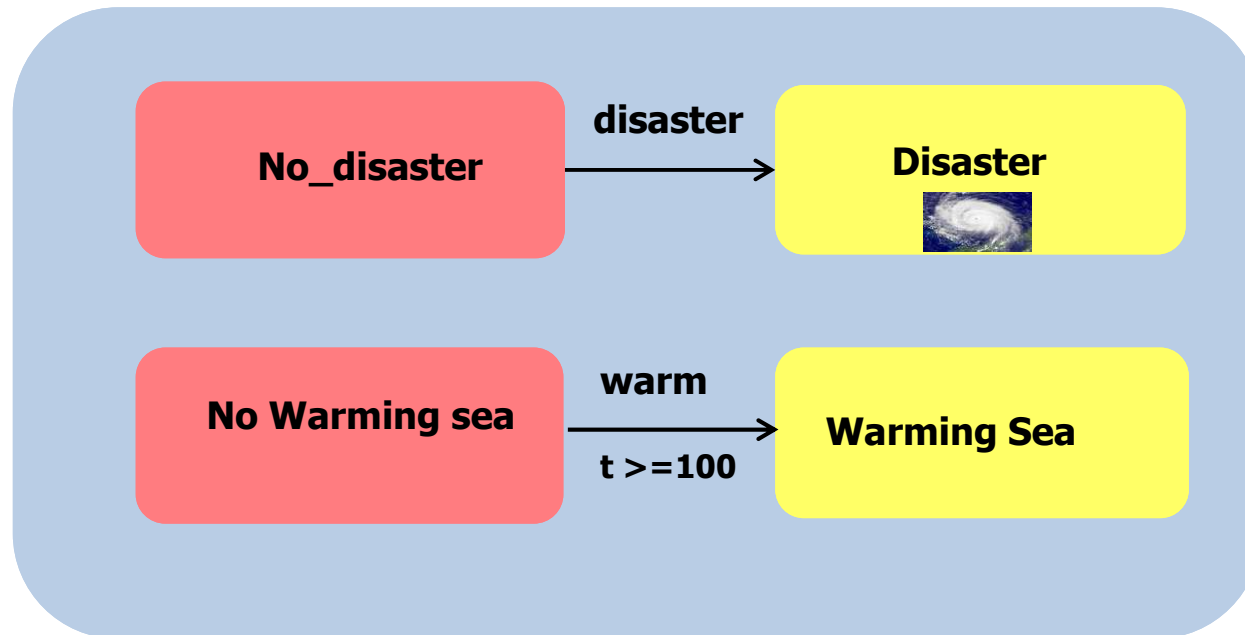 disaster
No_disaster
Disaster
warm
No Warming sea
Warming Sea
t >=100